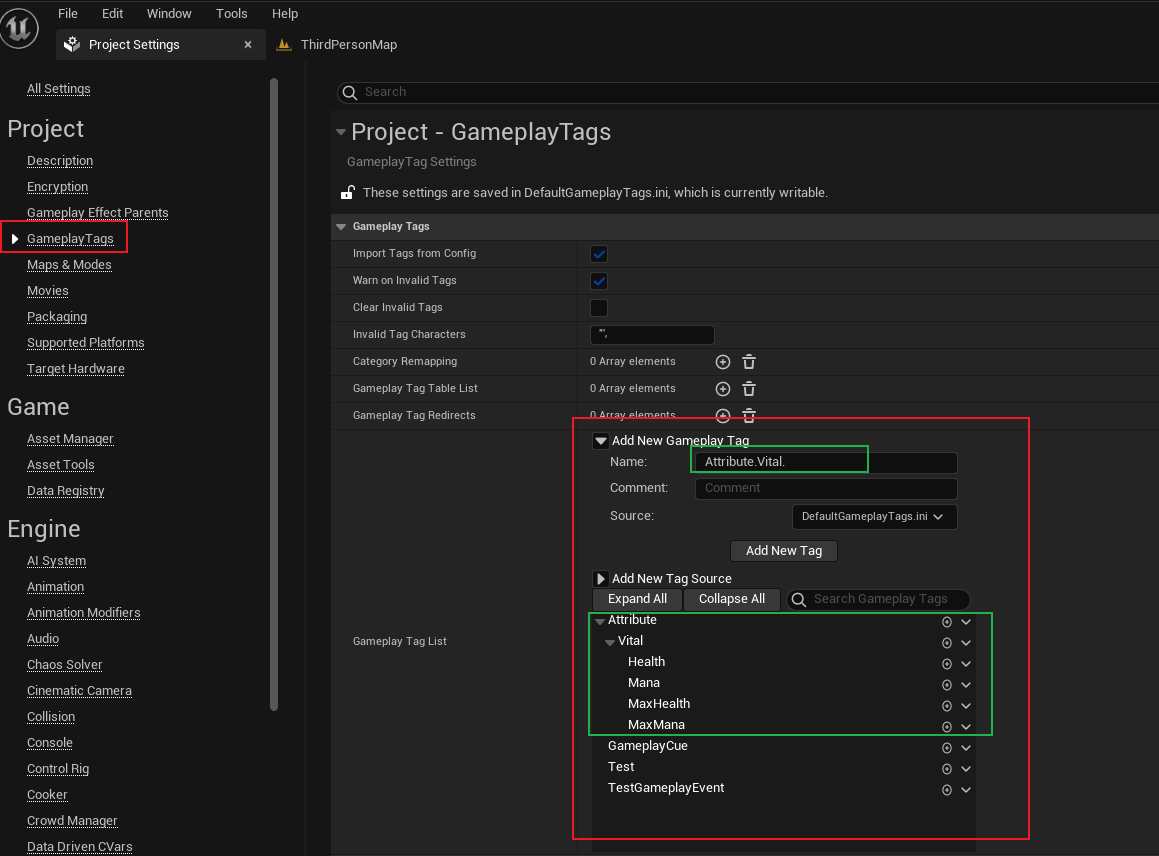 File Edit Window Tools Help
Project Settings × ThirdPersonMap
All Settings
Project
Description
Encryption
Gameplay Effect Parents
GameplayTags
Maps & Modes
Movies
Packaging
Supported Platforms
Target Hardware
Game
Asset Manager
Asset Tools
Data Registry
Engine
AI System
Animation
Animation Modifiers
Audio
Chaos Solver
Cinematic Camera
Collision
Console
Control Rig
Cooker
Crowd Manager
Data Driven CVars
Search
Project - GameplayTags
GameplayTag Settings
These settings are saved in DefaultGameplayTags.ini, which is currently writable.
Gameplay Tags
Import Tags from Config
Warn on Invalid Tags
Clear Invalid Tags
Invalid Tag Characters "',
Category Remapping 0 Array elements
Gameplay Tag Table List 0 Array elements
Gameplay Tag Redirects 0 Array elements
Add New Gameplay Tag
Name: Attribute.Vital.
Comment: Comment
Source: DefaultGameplayTags.ini
Add New Tag
Add New Tag Source
Expand All Collapse All Search Gameplay Tags
Gameplay Tag List
Attribute
Vital
Health
Mana
MaxHealth
MaxMana
GameplayCue
Test
TestGameplayEvent